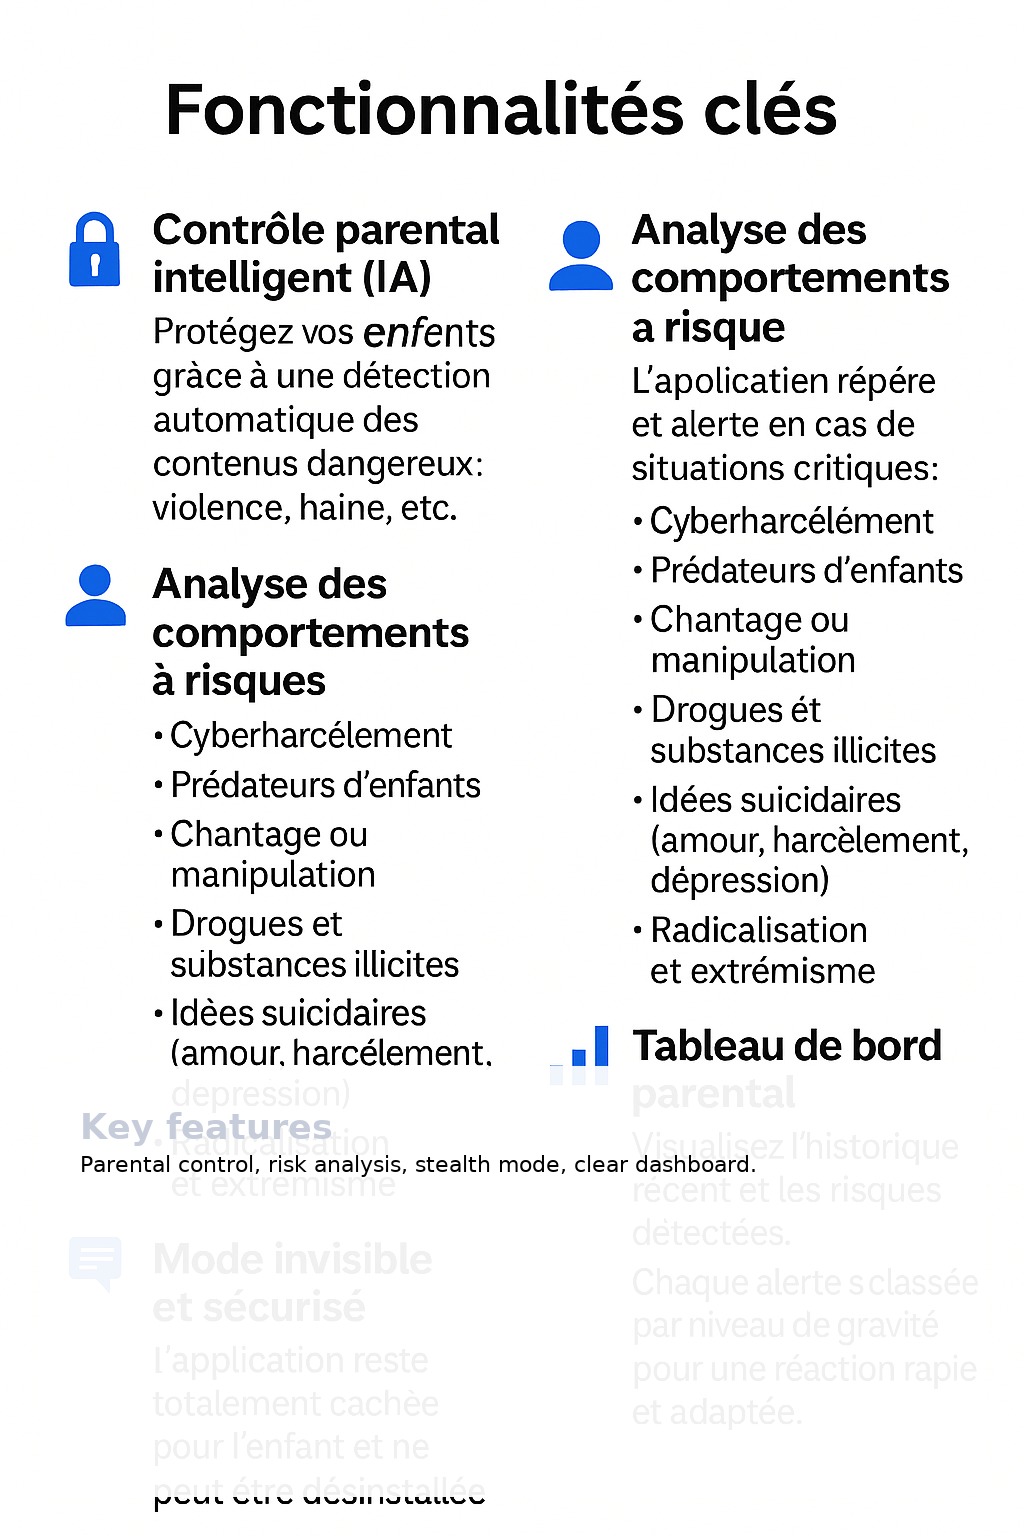 Fonctionnalités clés
Contrôle parental
intelligent (IA)
Protégez vos enfents
gràce à une détection
automatique des
contenus dangereux:
violence, haine, etc.
Analyse des
comportements
à risques
• Cyberharcélement
• Prédateurs d'enfants
• Chantage ou
manipulation
• Drogues et
substances illicites
• Idèes suicidaires
(amour, harcélement,
depression)
• Radicalisation
et extrémisme
Key features
Parental control, risk analysis, stealth mode, clear dashboard.
Mode invisible
et sécurisé
L'application reste
totalement cachèe
pour l'enfant et ne
peut étre désinstallée
Analyse des
comportements
a risque
L'apolicatien répére
et alerte en cas de
situations critiques:
• Cyberharcélément
• Prédateurs d'enfants
• Chantage ou
manipulation
• Drogues ét
substances illicites
• Idées suicidaires
(amour, harcèlement,
dépression)
• Radicalisation
et extrémisme
Tableau de bord
parental
Visualisez l'historique
récent et les risques
détectées.
Chaque alerte s classée
par niveau de gravité
pour une réaction rapie
et adaptée.